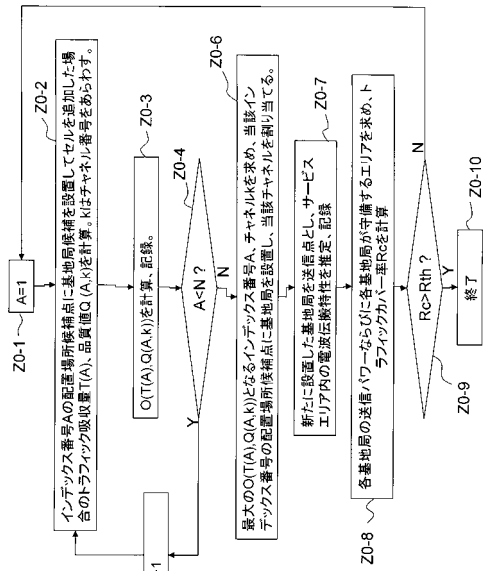 Z0-1
A=1
Z0-2
インデックス番号Aの配置場所候補点に基地局候補を設置してセルを追加した場
合のトラフィック吸収量T(A)、品質値Q (A,k)を計算。kはチャネル番号をあらわす。
Z0-3
O(T(A),Q(A,k))を計算、記録。
Z0-4
A<N ?
Y
N
Z0-6
最大のO(T(A),Q(A,k))となるインデックス番号A、チャネルkを求め、当該イン
デックス番号の配置場所候補点に基地局を設置し、当該チャネルを割り当てる。
Z0-7
新たに設置した基地局を送信点とし、サービス
エリア内の電波伝搬特性を推定、記録
Z0-8
各基地局の送信パワーならびに各基地局が守備するエリアを求め、ト
ラフィックカバー率Rcを計算
Rc>Rth ?
N
Y
Z0-9
Z0-10
終了